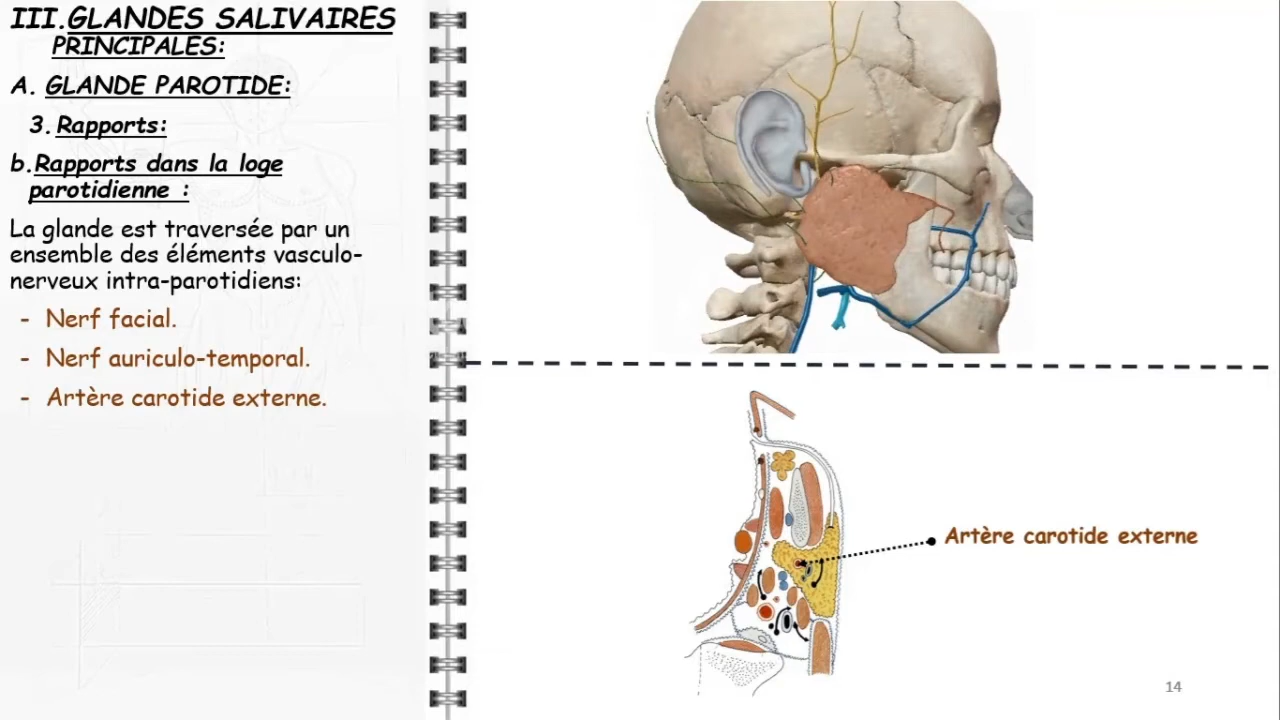 III.GLANDES SALIVAIRES
PRINCIPALES:
A. GLANDE PAROTIDE:
3. Rapports:
b.Rapports dans la loge
parotidienne :
La glande est traversée par un
ensemble des éléments vasculo-
nerveux intra-parotidiens:
- Nerf facial.
- Nerf auriculo-temporal.
- Artère carotide externe.
Artère carotide externe
14